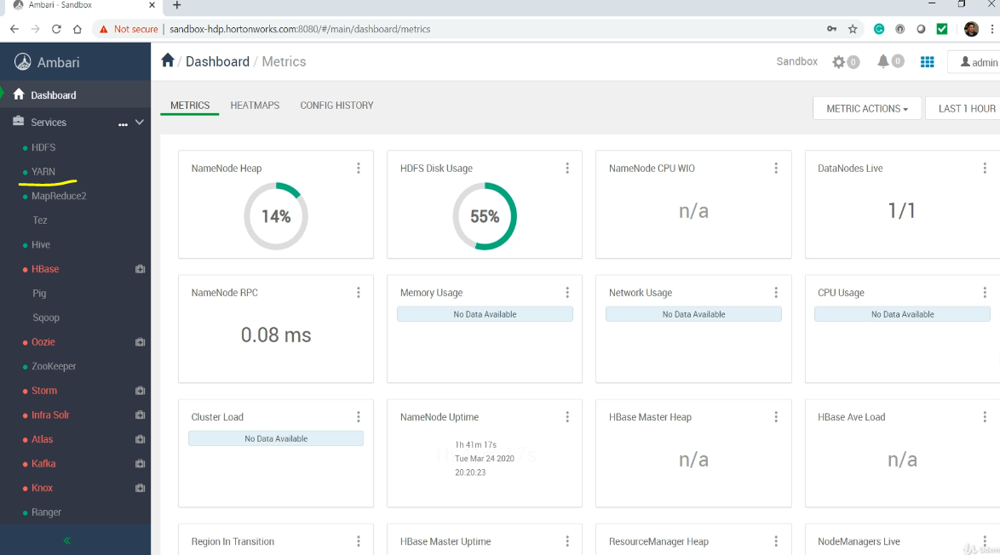 Ambari - Sandbox
Not secure | sandbox-hdp.hortonworks.com:8080/#/main/dashboard/metrics
Ambari
/ Dashboard / Metrics
Sandbox
0
0
admin
Dashboard
Services
HDFS
YARN
MapReduce2
Tez
Hive
HBase
Pig
Sqoop
Oozie
ZooKeeper
Storm
Infra Solr
Atlas
Kafka
Knox
Ranger
METRICS
HEATMAPS
CONFIG HISTORY
METRIC ACTIONS
LAST 1 HOUR
NameNode Heap
14%
HDFS Disk Usage
55%
NameNode CPU WIO
n/a
DataNodes Live
1/1
NameNode RPC
0.08 ms
Memory Usage
No Data Available
Network Usage
No Data Available
CPU Usage
No Data Available
Cluster Load
No Data Available
NameNode Uptime
1h 41m 17s
Tue Mar 24 2020
20:20:23
HBase Master Heap
n/a
HBase Ave Load
n/a
Region In Transition
HBase Master Uptime
ResourceManager Heap
NodeManagers Live